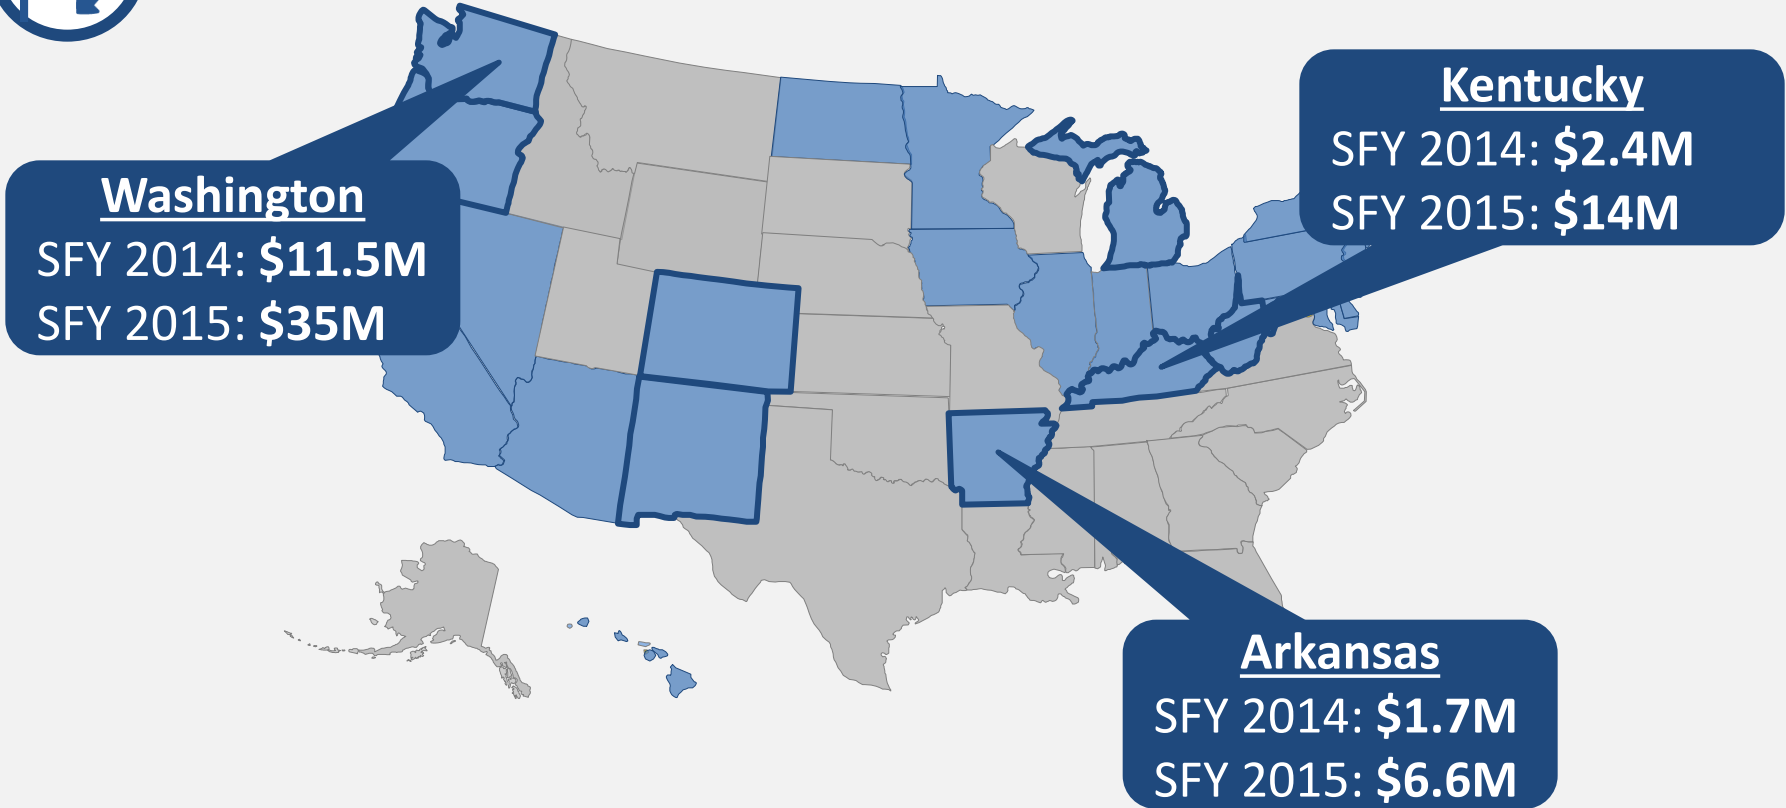 Kentucky
SFY 2014: $2.4M
SFY 2015: $14M
Washington
SFY 2014: $11.5M
SFY 2015: $35M
Arkansas
SFY 2014: $1.7M
SFY 2015: $6.6M